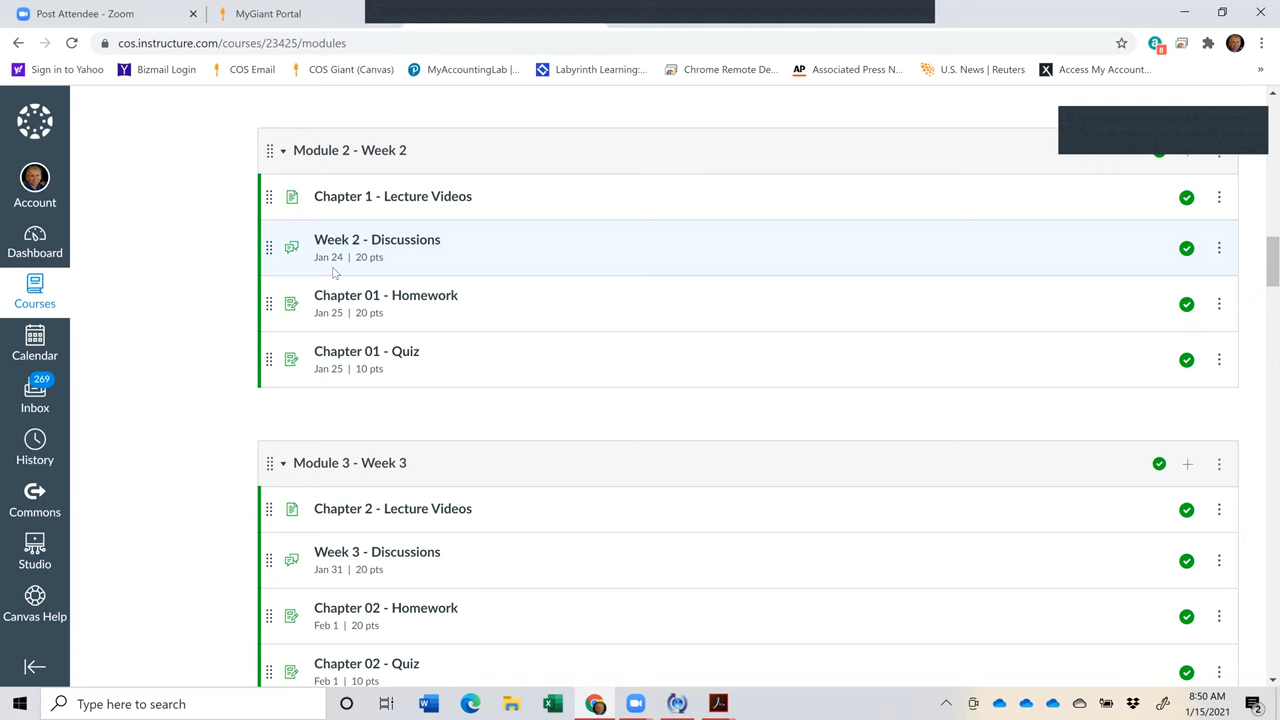 Post Attendee - Zoom
MyGiant Portal
cos.instructure.com/courses/23425/modules
8
Sign in to Yahoo
Bizmail Login
COS Email
COS Giant (Canvas)
MyAccountingLab |...
Labyrinth Learning:...
Chrome Remote De...
AP
Associated Press N...
U.S. News | Reuters
X
Access My Account...
»
Account
Dashboard
Courses
Calendar
269
Inbox
History
Commons
Studio
Canvas Help
Module 2 - Week 2
Chapter 1 - Lecture Videos
Week 2 - Discussions
Jan 24 | 20 pts
Chapter 01 - Homework
Jan 25 | 20 pts
Chapter 01 - Quiz
Jan 25 | 10 pts
Module 3 - Week 3
Chapter 2 - Lecture Videos
Week 3 - Discussions
Jan 31 | 20 pts
Chapter 02 - Homework
Feb 1 | 20 pts
Chapter 02 - Quiz
Feb 1 | 10 pts
Type here to search
8:50 AM
1/15/2021
2